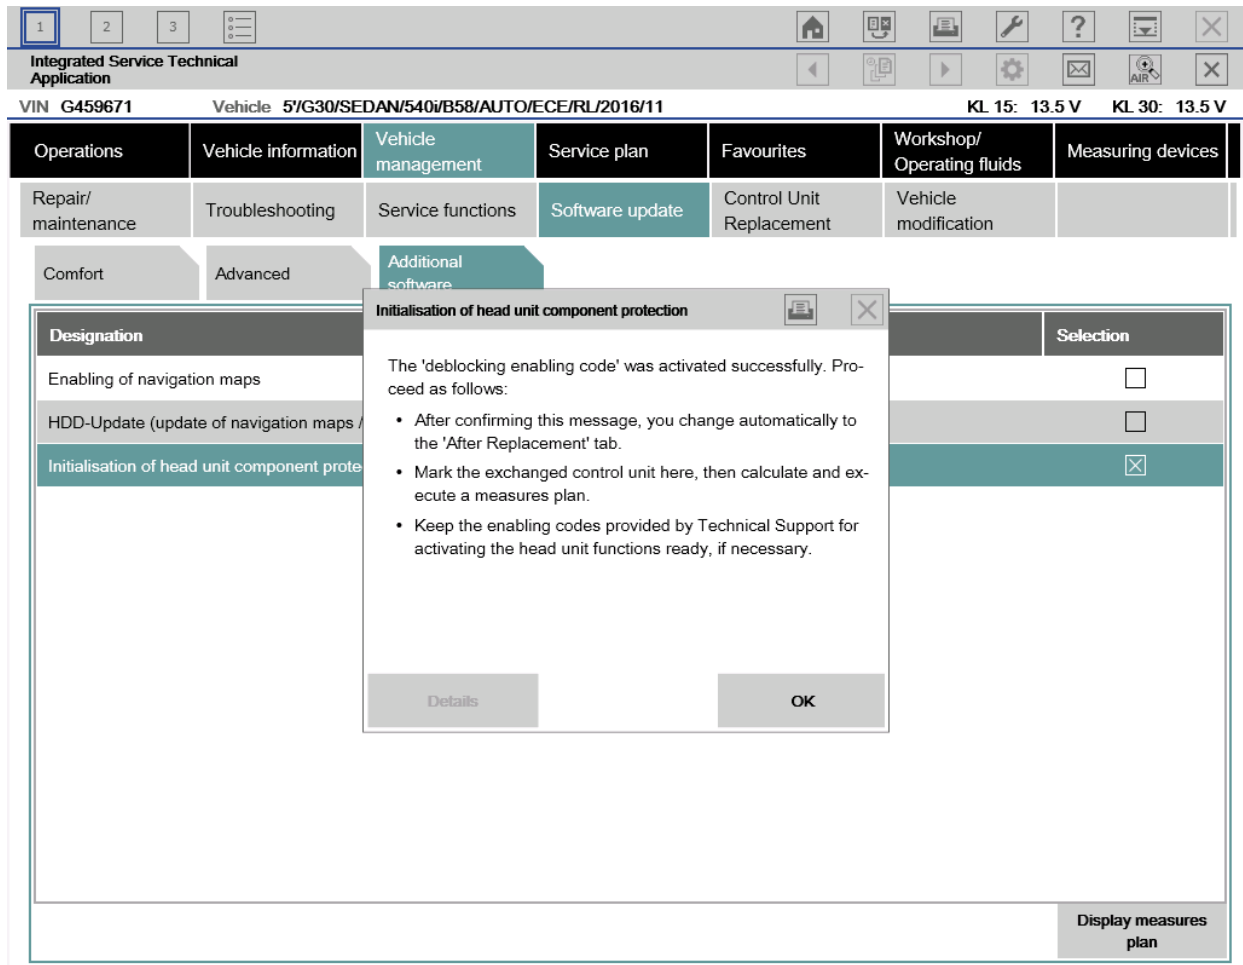 1 2 3
Integrated Service Technical
Application
VIN G459671 Vehicle 5'/G30/SEDAN/540i/B58/AUTO/ECE/RL/2016/11 KL 15: 13.5 V KL 30: 13.5 V
Operations
Vehicle information
Vehicle
management
Service plan
Favourites
Workshop/
Operating fluids
Measuring devices
Repair/
maintenance
Troubleshooting
Service functions
Software update
Control Unit
Replacement
Vehicle
modification
Comfort
Advanced
Additional
software
Designation
Selection
Enabling of navigation maps
HDD-Update (update of navigation maps /
Initialisation of head unit component prote
Initialisation of head unit component protection
The 'deblocking enabling code' was activated successfully. Pro-
ceed as follows:
• After confirming this message, you change automatically to
the 'After Replacement' tab.
• Mark the exchanged control unit here, then calculate and ex-
ecute a measures plan.
• Keep the enabling codes provided by Technical Support for
activating the head unit functions ready, if necessary.
Details
OK
Display measures
plan
AIR